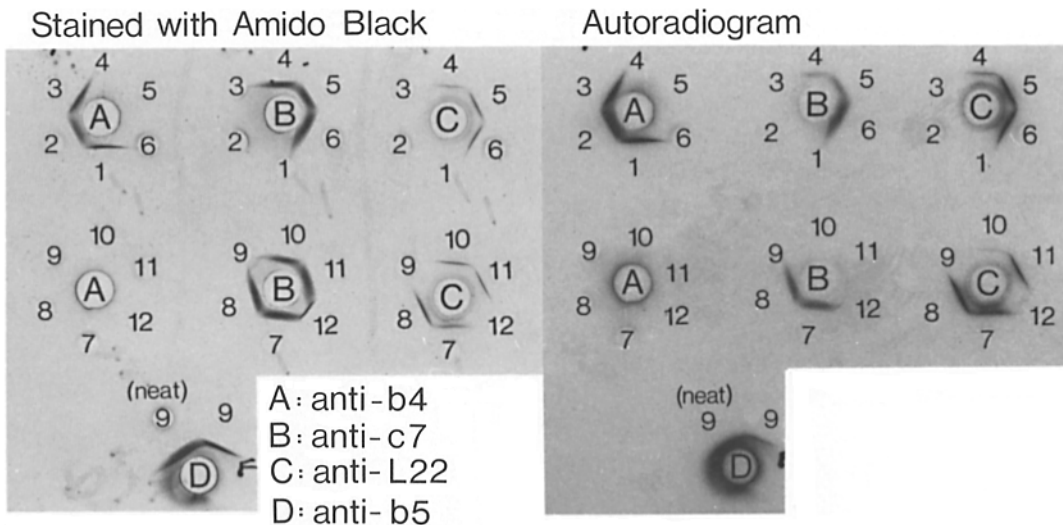 Stained with Amido Black
Autoradiogram
4 4 4 4 4 4
3 5 3 5 3 5 3 5 3 5 3 5
A B C A B C
2 6 2 6 2 6 2 6 2 6 2 6
1 1 1 1 1 1
10 10 10 10 10 10
9 11 9 11 9 11 9 11 9 11 9 11
A B C A B C
8 12 8 12 8 12 8 12 8 12 8 12
7 7 7 7 7 7
(neat) (neat)
9 9 9 9
D D
A: anti-b4
B: anti-c7
C: anti-L22
D: anti-b5